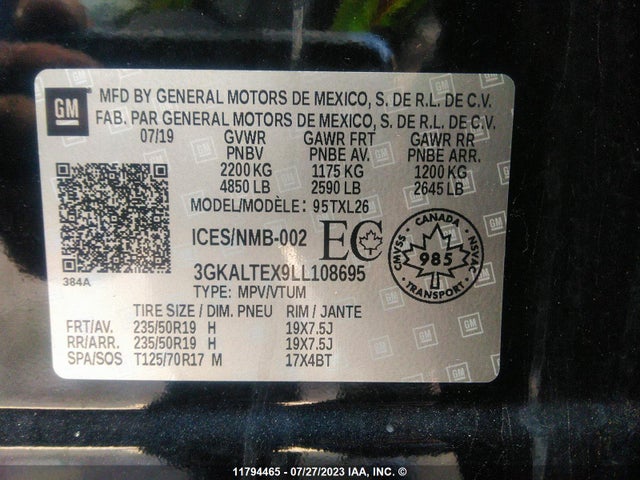 GM MFD BY GENERAL MOTORS DE MEXICO, S. DE R.L. DE C.V.
FAB. PAR GENERAL MOTORS DE MEXICO, S. DE R.L. DE C.V.
07/19 GVWR GAWR FRT GAWR RR
PNBV PNBE AV. PNBE ARR.
2200 KG 1175 KG 1200 KG
4850 LB 2590 LB 2645 LB
MODEL/MODÈLE: 95TXL26
ICES/NMB-002 EC
CANADA
CMVSS 985 NSVAC
TRANSPORT
3GKALTEX9LL108695
384A
TYPE: MPV/VTUM
TIRE SIZE / DIM. PNEU RIM / JANTE
FRT/AV. 235/50R19 H 19X7.5J
RR/ARR. 235/50R19 H 19X7.5J
SPA/SOS T125/70R17 M 17X4BT
11794465 - 07/27/2023 IAA, INC. ©